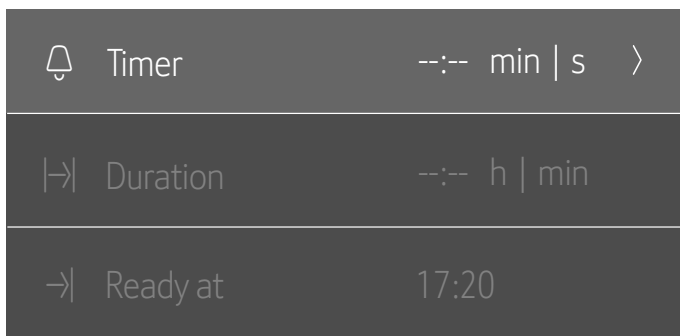 Timer --:-- min | s
Duration --:-- h | min
Ready at 17:20